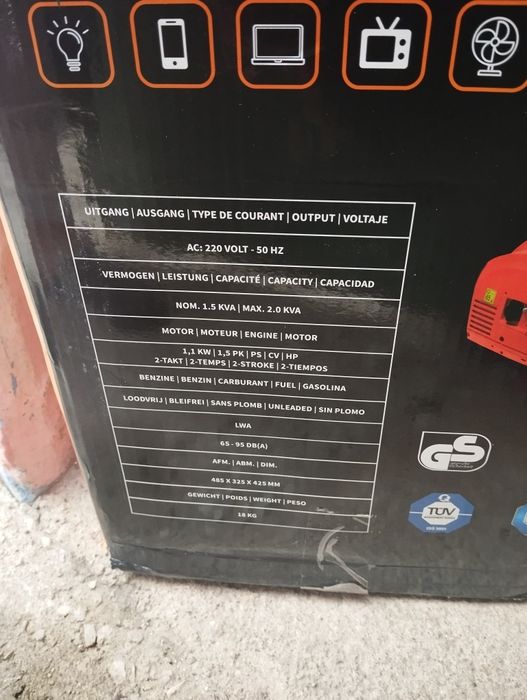 UITGANG | AUSGANG | TYPE DE COURANT | OUTPUT | VOLTAJE
AC: 220 VOLT - 50 HZ
VERMOGEN | LEISTUNG | CAPACITÉ | CAPACITY | CAPACIDAD
NOM. 1.5 KVA | MAX. 2.0 KVA
MOTOR | MOTEUR | ENGINE | MOTOR
1,1 KW | 1,5 PK | PS | CV | HP
2-TAKT | 2-TEMPS | 2-STROKE | 2-TIEMPOS
BENZINE | BENZIN | CARBURANT | FUEL | GASOLINA
LOODVRIJ | BLEIFREI | SANS PLOMB | UNLEADED | SIN PLOMO
LWA
65 - 95 DB(A)
AFM. | ABM. | DIM.
485 X 325 X 425 MM
GEWICHT | POIDS | WEIGHT | PESO
18 KG
GS
TÜV
ISO 9001